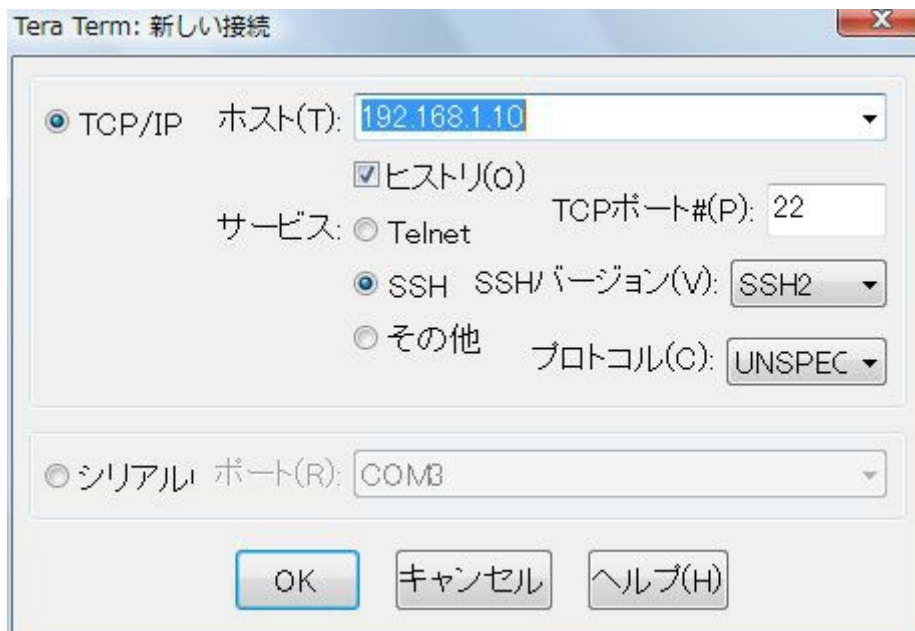 Tera Term: 新しい接続
TCP/IP ホスト(T): 192.168.1.10
ヒストリ(O)
サービス: Telnet TCPポート#(P): 22
SSH SSHバージョン(V): SSH2
その他 プロトコル(C): UNSPEC
シリアル ポート(R): COM3
OK キャンセル ヘルプ(H)